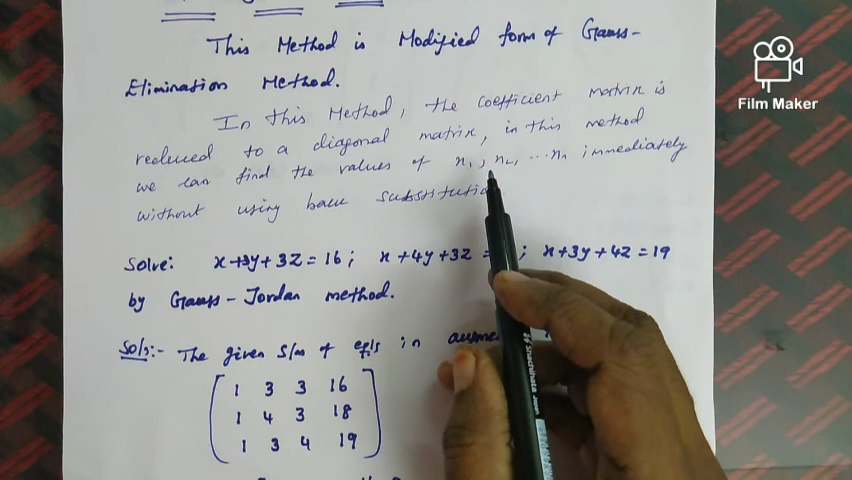 This Method is Modified form of Gauss-
Elimination Method.
In this Method, the coefficient matrix is
reduced to a diagonal matrix, in this method
we can find the values of x₁, x₂, ...xₙ immediately
without using back substitution
Solve: x+3y+3z=16; x+4y+3z= ; x+3y+4z=19
by Gauss-Jordan method.
Soln:- The given S/m of eq/s in
1 3 3 16
1 4 3 18
1 3 4 19
Film Maker